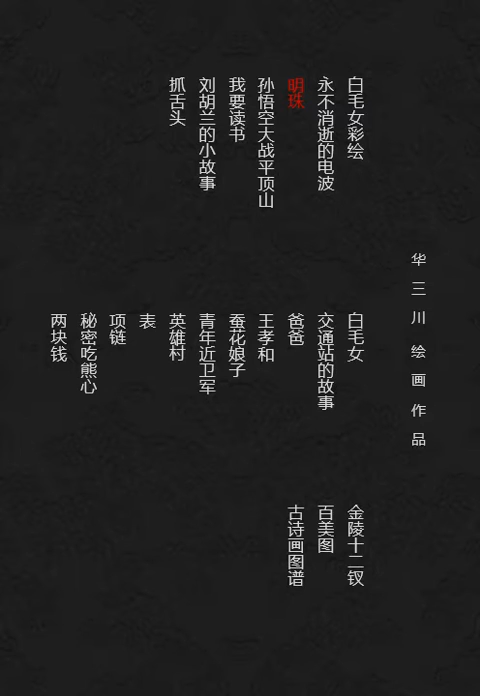 华三川绘画作品
白毛女彩绘
永不消逝的电波
明珠
孙悟空大战平顶山
我要读书
刘胡兰的小故事
抓舌头
白毛女
交通站的故事
爸爸
王孝和
蚕花娘子
青年近卫军
英雄村
表
项链
秘密吃熊心
两块钱
金陵十二钗
百美图
古诗画图谱